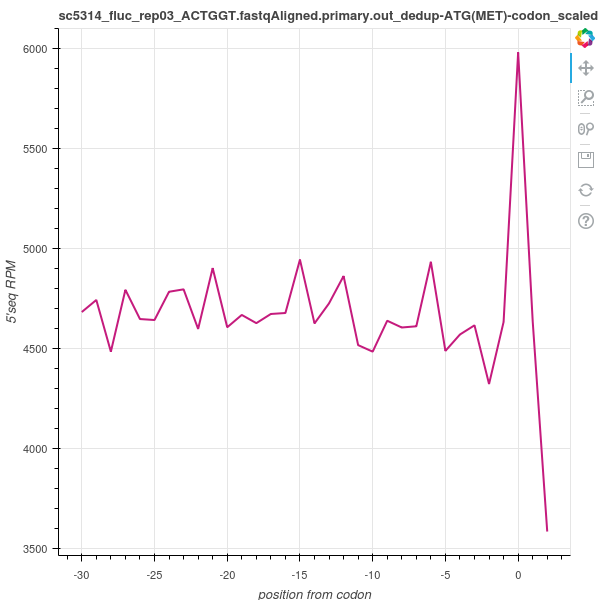 sc5314_fluc_rep03_ACTGGT.fastqAligned.primary.out_dedup-ATG(MET)-codon_scaled
6000
5500
5000
4500
4000
3500
5'seq RPM
-30 -25 -20 -15 -10 -5 0
position from codon